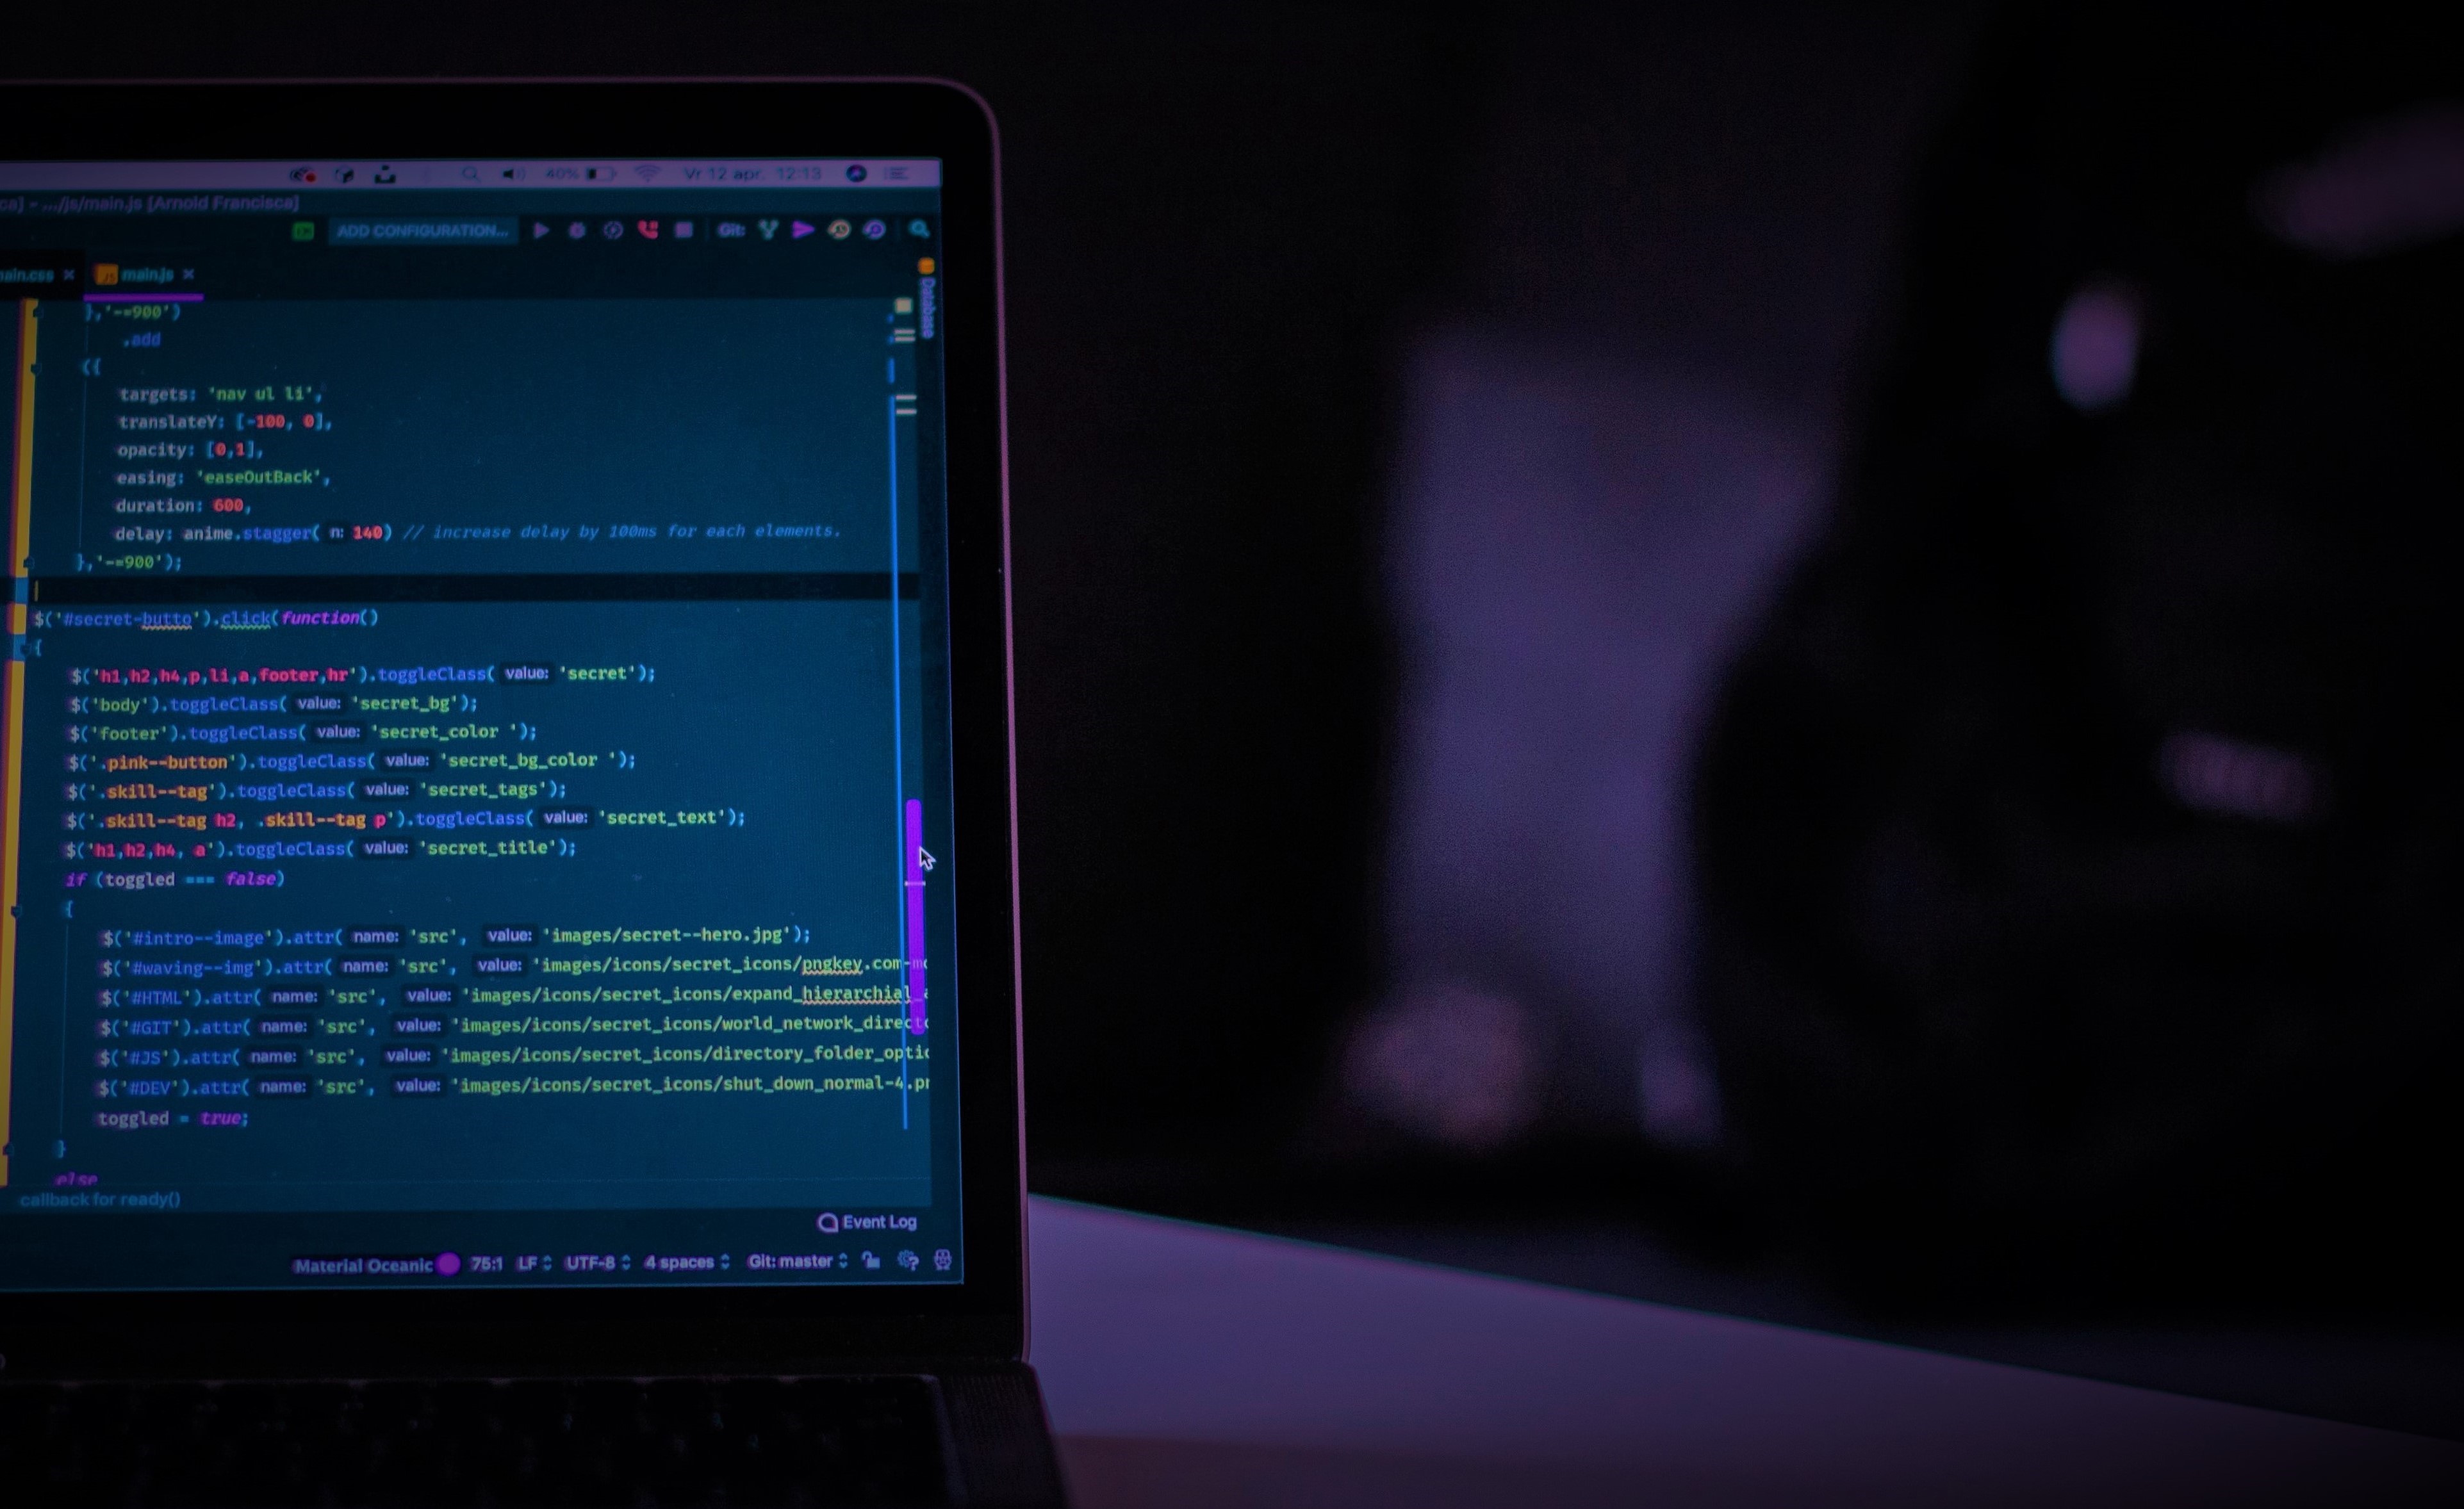 40% Vr 12 apr. 12:13
ca] – .../js/main.js [Arnold Francisca]
ADD CONFIGURATION... Git:
main.css × JS main.js ×
Database
},'-=900')
.add
({
targets: 'nav ul li',
translateY: [-100, 0],
opacity: [0,1],
easing: 'easeOutBack',
duration: 600,
delay: anime.stagger( n: 140) // increase delay by 100ms for each elements.
},'-=900');
$('#secret-butto').click(function()
{
$('h1,h2,h4,p,li,a,footer,hr').toggleClass( value: 'secret');
$('body').toggleClass( value: 'secret_bg');
$('footer').toggleClass( value: 'secret_color ');
$('.pink--button').toggleClass( value: 'secret_bg_color ');
$('.skill--tag').toggleClass( value: 'secret_tags');
$('.skill--tag h2, .skill--tag p').toggleClass( value: 'secret_text');
$('h1,h2,h4, a').toggleClass( value: 'secret_title');
if (toggled === false)
{
$('#intro--image').attr( name: 'src', value: 'images/secret--hero.jpg');
$('#waving--img').attr( name: 'src', value: 'images/icons/secret_icons/pngkey.com-m
$('#HTML').attr( name: 'src', value: 'images/icons/secret_icons/expand_hierarchial_a
$('#GIT').attr( name: 'src', value: 'images/icons/secret_icons/world_network_directo
$('#JS').attr( name: 'src', value: 'images/icons/secret_icons/directory_folder_optio
$('#DEV').attr( name: 'src', value: 'images/icons/secret_icons/shut_down_normal-4.pn
toggled = true;
}
else
callback for ready()
Event Log
Material Oceanic 75:1 LF UTF-8 4 spaces Git: master